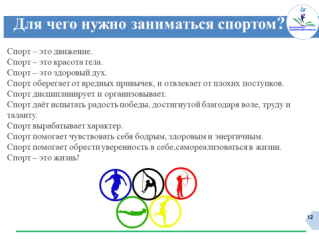 Для чего нужно заниматься спортом?
Спорт – это движение.
Спорт – это красота тела.
Спорт – это здоровый дух.
Спорт оберегает от вредных привычек, и отвлекает от плохих поступков.
Спорт дисциплинирует и организовывает.
Спорт даёт испытать радость победы, достигнутой благодаря воле, труду и
таланту.
Спорт вырабатывает характер.
Спорт помогает чувствовать себя бодрым, здоровым и энергичным.
Спорт помогает обрести уверенность в себе,самореализоваться в жизни.
Спорт – это жизнь!
12